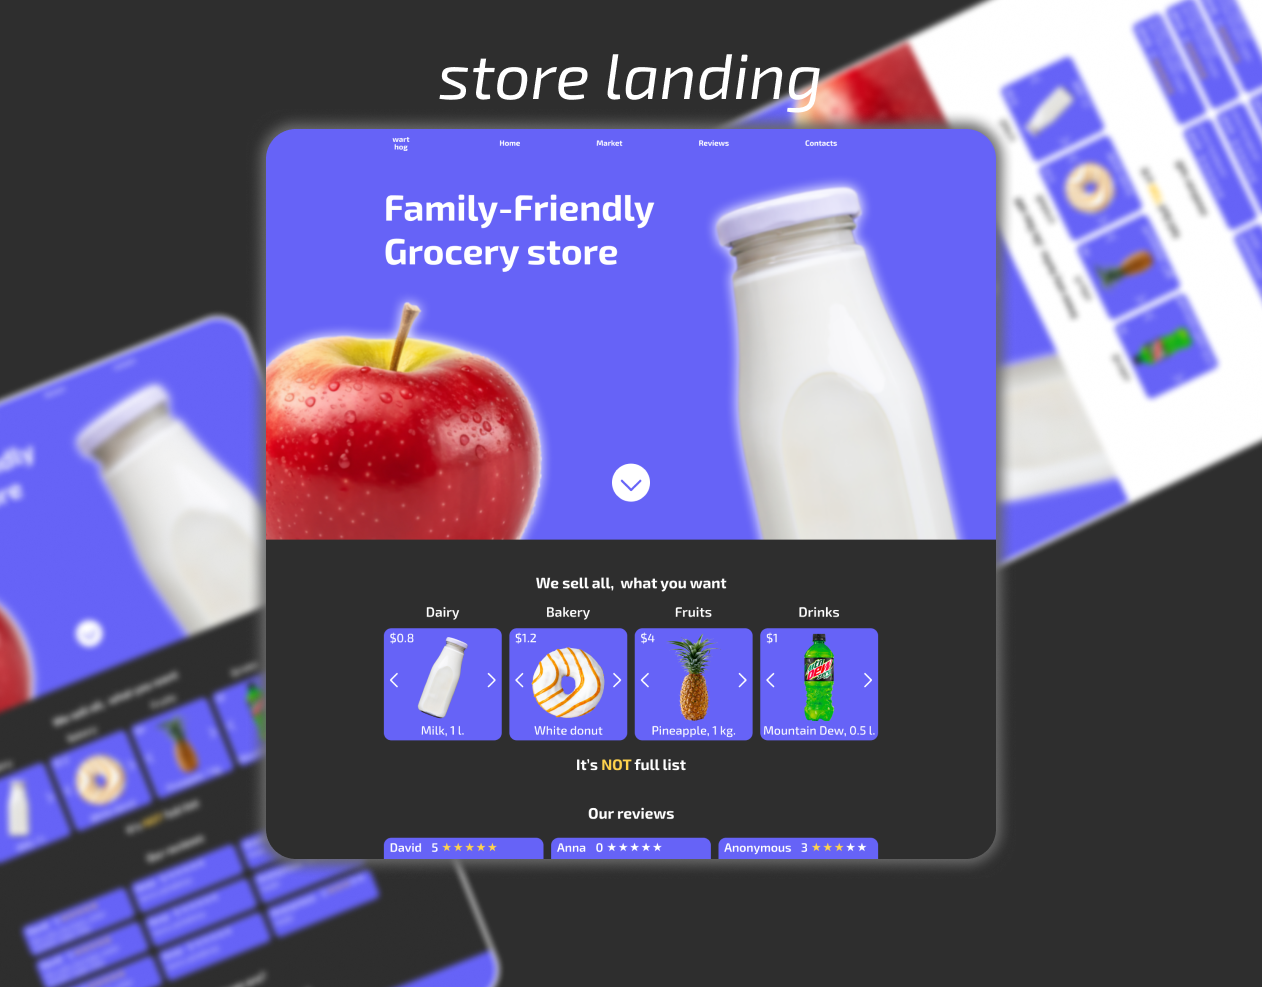 store landing
wart
hog
Home
Market
Reviews
Contacts
Family-Friendly
Grocery store
We sell all, what you want
Dairy
Bakery
Fruits
Drinks
$0.8
$1.2
$4
$1
Mtn
DEW
Milk, 1 l.
White donut
Pineapple, 1 kg.
Mountain Dew, 0.5 l.
It's NOT full list
Our reviews
David 5 ★★★★★
Anna 0 ★★★★★
Anonymous 3 ★★★★★